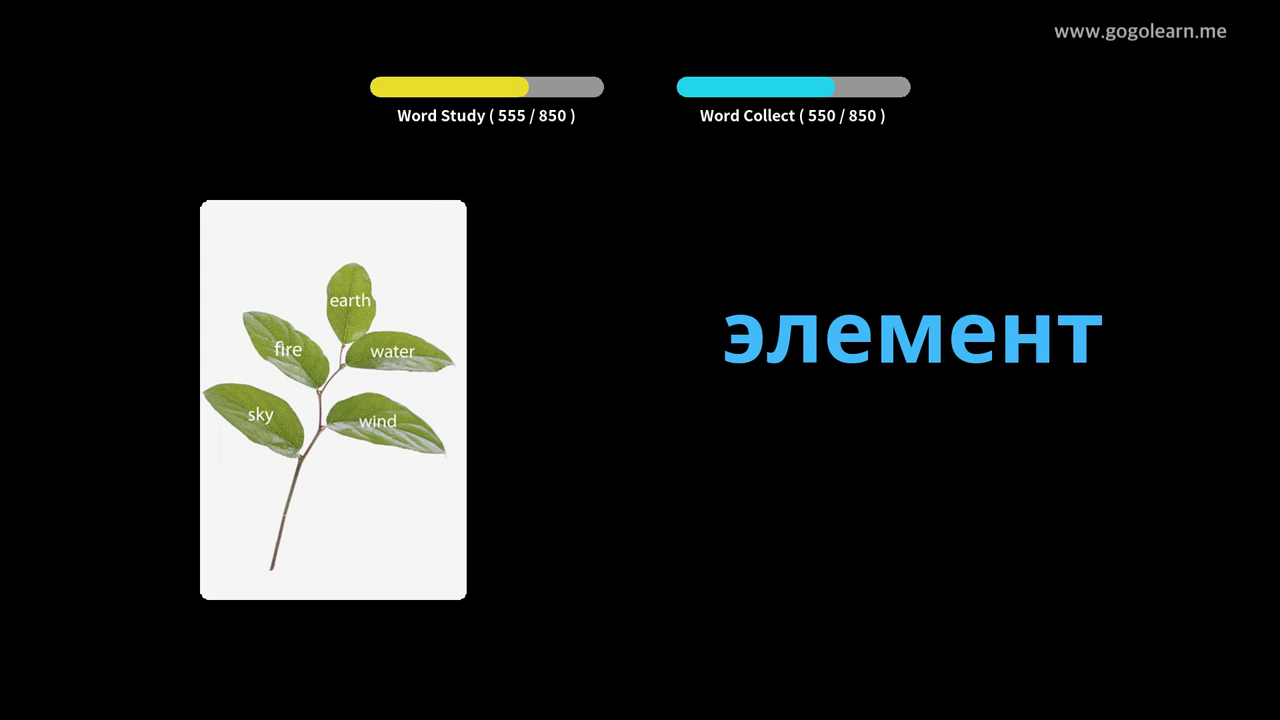 www.gogolearn.me
Word Study ( 555 / 850 )
Word Collect ( 550 / 850 )
earth
fire
water
sky
wind
элемент